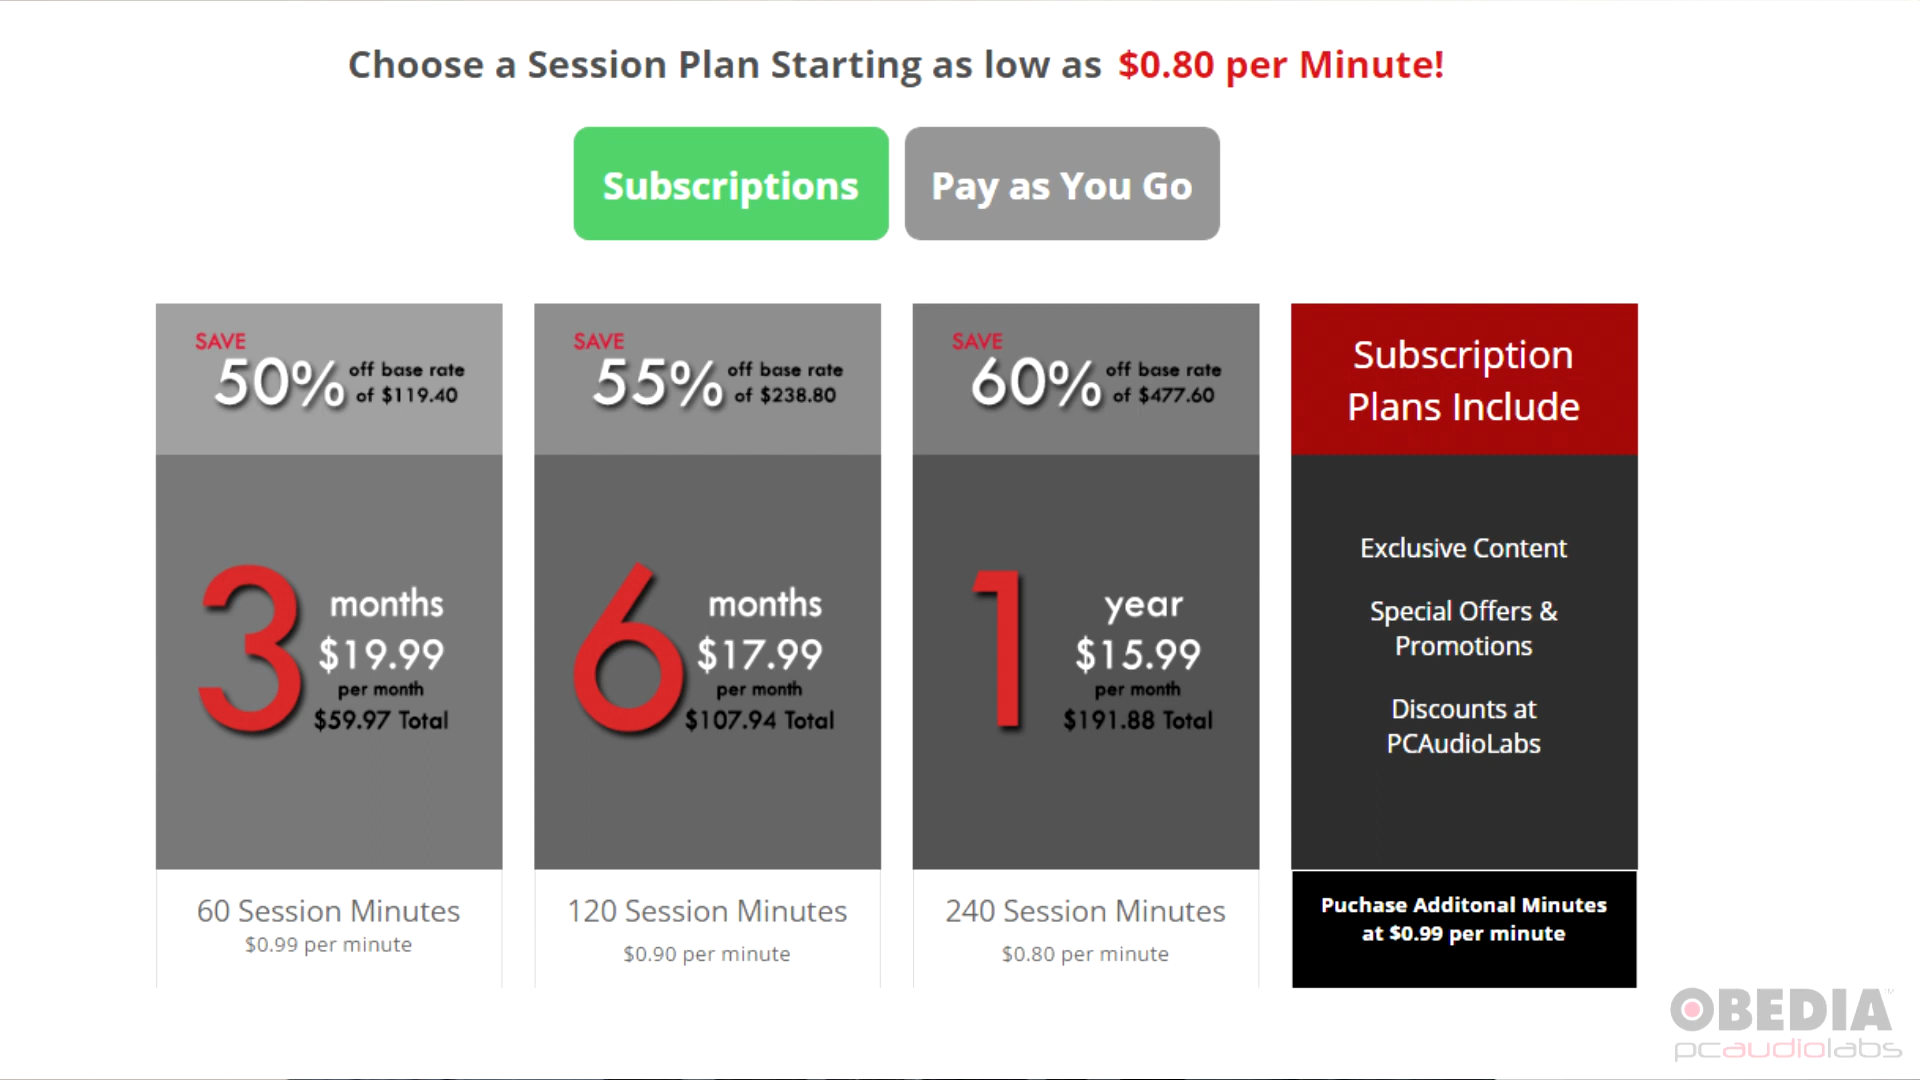 Choose a Session Plan Starting as low as $0.80 per Minute!
Subscriptions
Pay as You Go
SAVE
50% off base rate
of $119.40
3 months
$19.99
per month
$59.97 Total
60 Session Minutes
$0.99 per minute
SAVE
55% off base rate
of $238.80
6 months
$17.99
per month
$107.94 Total
120 Session Minutes
$0.90 per minute
SAVE
60% off base rate
of $477.60
1 year
$15.99
per month
$191.88 Total
240 Session Minutes
$0.80 per minute
Subscription
Plans Include
Exclusive Content
Special Offers &
Promotions
Discounts at
PCAudioLabs
Puchase Additonal Minutes
at $0.99 per minute
OBEDIA™
pcaudiolabs